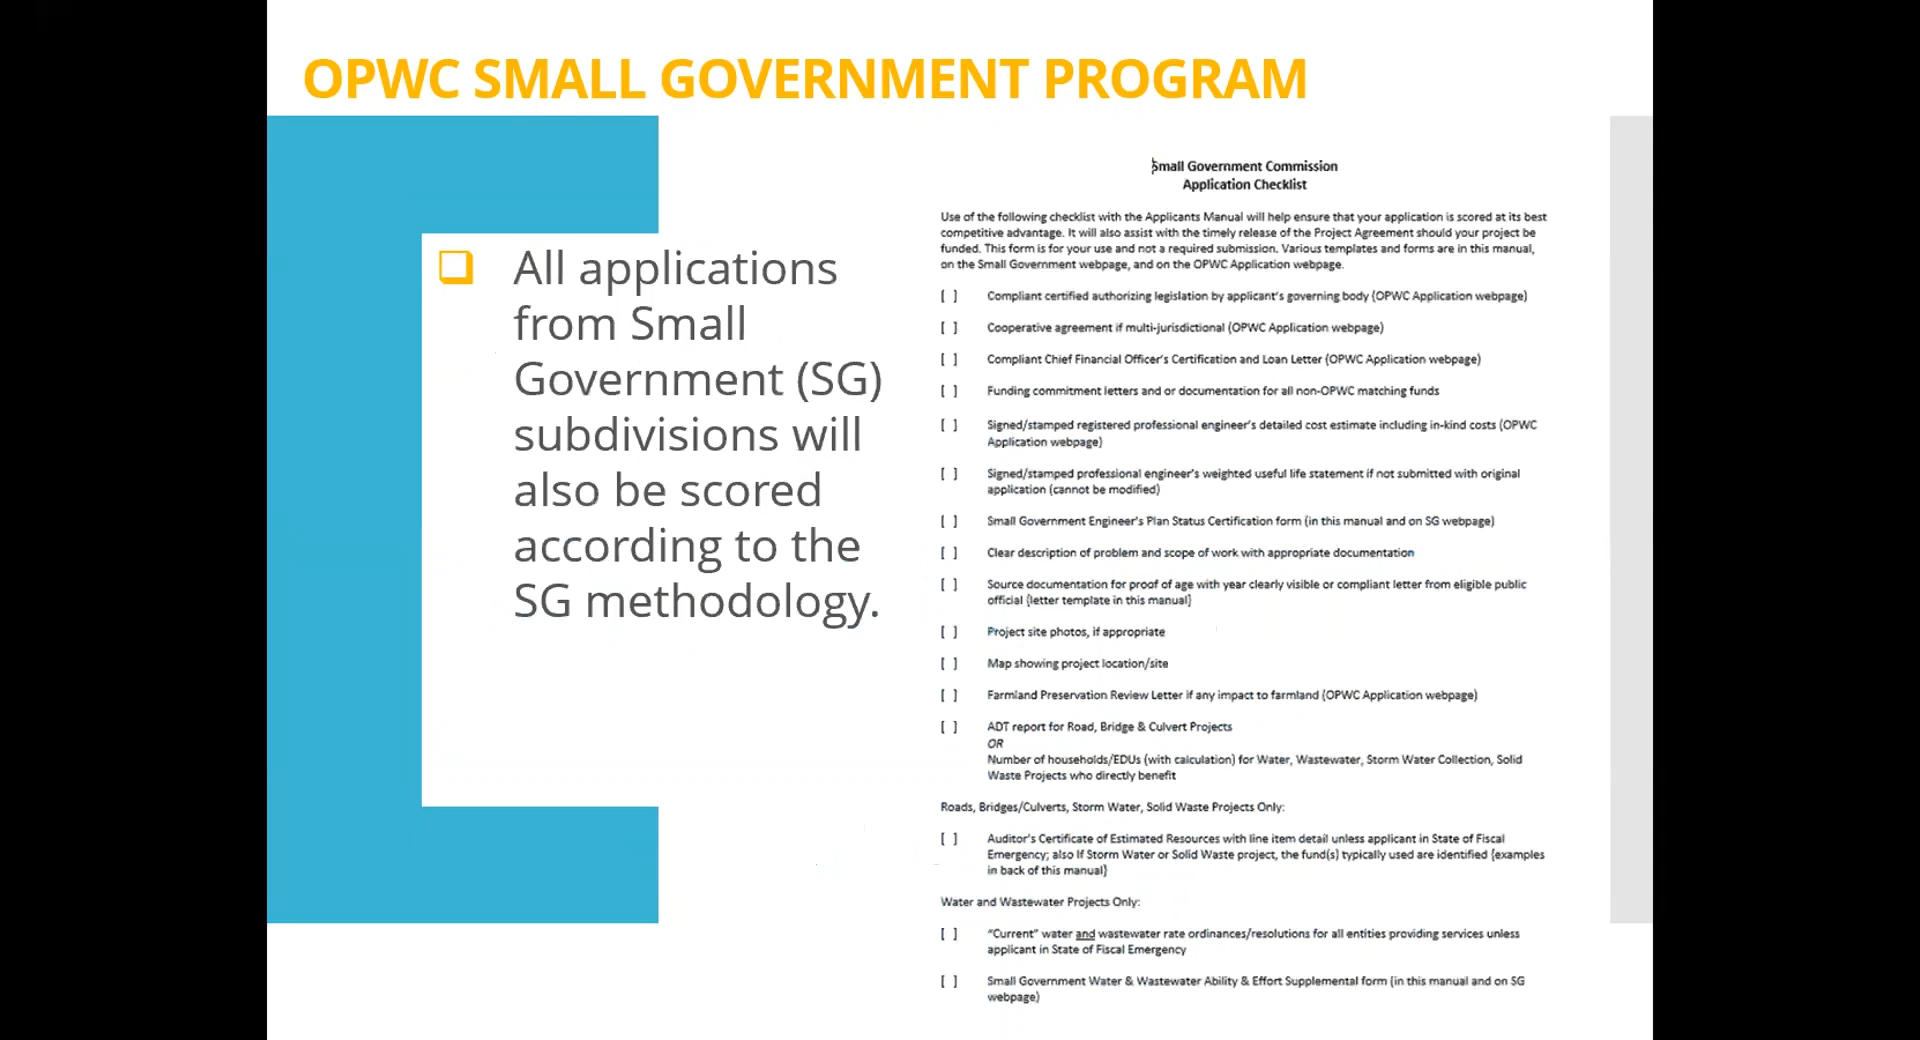 OPWC SMALL GOVERNMENT PROGRAM
All applications
from Small
Government (SG)
subdivisions will
also be scored
according to the
SG methodology.
Small Government Commission
Application Checklist
Use of the following checklist with the Applicants Manual will help ensure that your application is scored at its best
competitive advantage. It will also assist with the timely release of the Project Agreement should your project be
funded. This form is for your use and not a required submission. Various templates and forms are in this manual,
on the Small Government webpage, and on the OPWC Application webpage.
[ ] Compliant certified authorizing legislation by applicant's governing body (OPWC Application webpage)
[ ] Cooperative agreement if multi-jurisdictional (OPWC Application webpage)
[ ] Compliant Chief Financial Officer's Certification and Loan Letter (OPWC Application webpage)
[ ] Funding commitment letters and or documentation for all non-OPWC matching funds
[ ] Signed/stamped registered professional engineer's detailed cost estimate including in-kind costs (OPWC
Application webpage)
[ ] Signed/stamped professional engineer's weighted useful life statement if not submitted with original
application (cannot be modified)
[ ] Small Government Engineer's Plan Status Certification form (in this manual and on SG webpage)
[ ] Clear description of problem and scope of work with appropriate documentation
[ ] Source documentation for proof of age with year clearly visible or compliant letter from eligible public
official {letter template in this manual}
[ ] Project site photos, if appropriate
[ ] Map showing project location/site
[ ] Farmland Preservation Review Letter if any impact to farmland (OPWC Application webpage)
[ ] ADT report for Road, Bridge & Culvert Projects
OR
Number of households/EDUs (with calculation) for Water, Wastewater, Storm Water Collection, Solid
Waste Projects who directly benefit
Roads, Bridges/Culverts, Storm Water, Solid Waste Projects Only:
[ ] Auditor's Certificate of Estimated Resources with line item detail unless applicant in State of Fiscal
Emergency; also If Storm Water or Solid Waste project, the fund(s) typically used are identified {examples
in back of this manual}
Water and Wastewater Projects Only:
[ ] "Current" water and wastewater rate ordinances/resolutions for all entities providing services unless
applicant in State of Fiscal Emergency
[ ] Small Government Water & Wastewater Ability & Effort Supplemental form (in this manual and on SG
webpage)